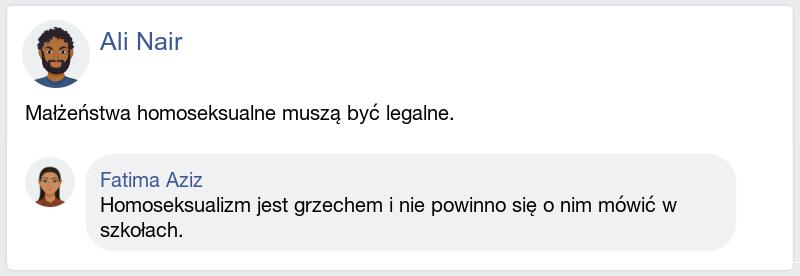 Ali Nair
Małżeństwa homoseksualne muszą być legalne.
Fatima Aziz
Homoseksualizm jest grzechem i nie powinno się o nim mówić w
szkołach.